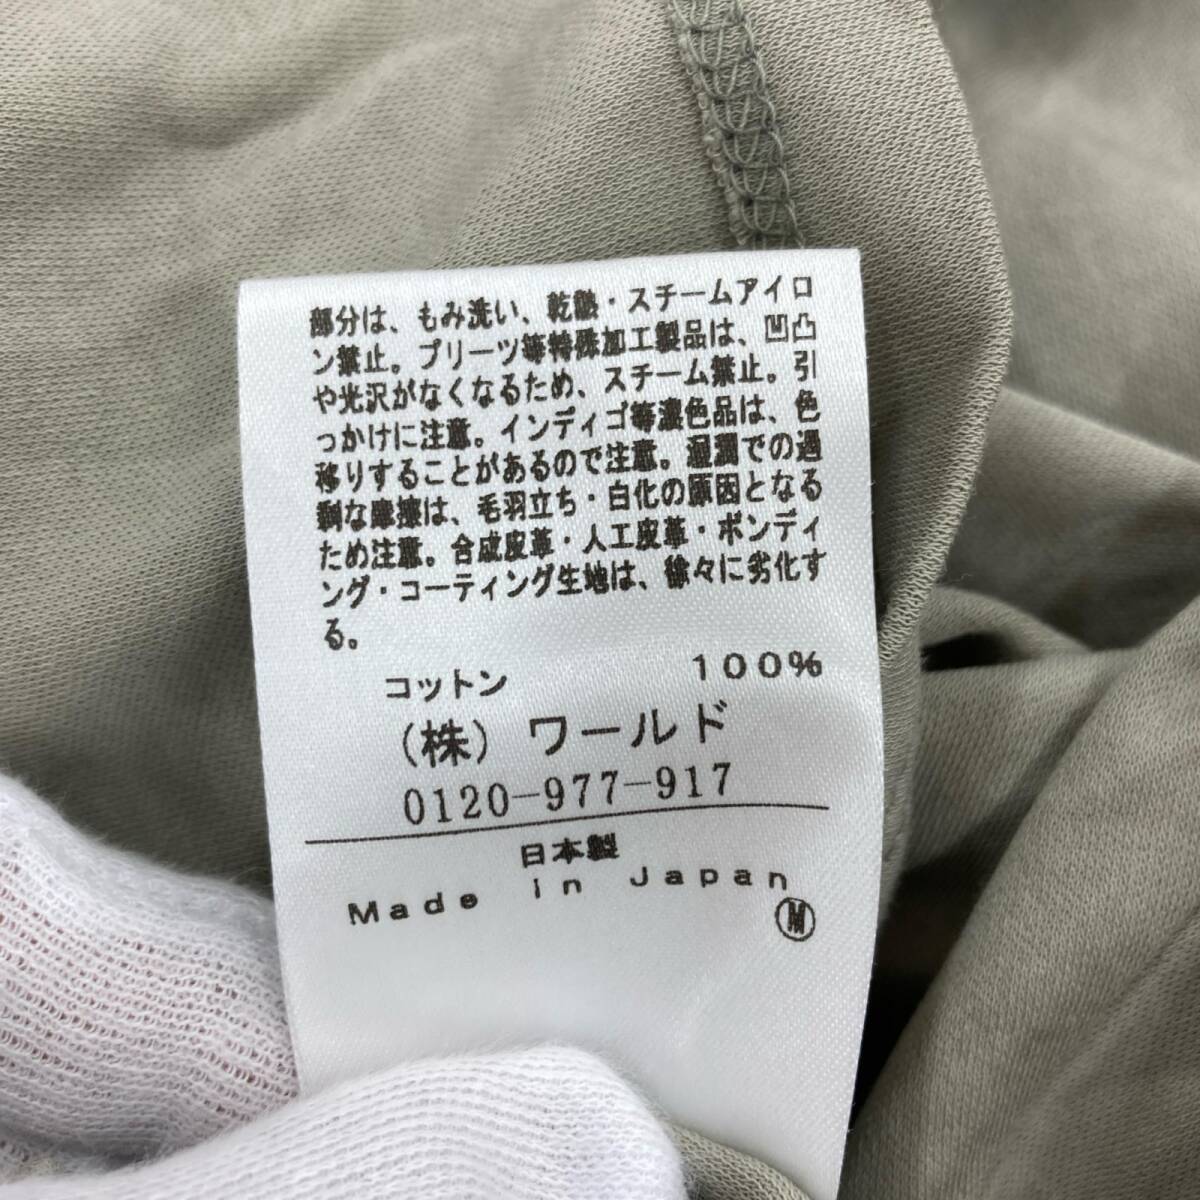 部分は、もみ洗い、乾熱・スチームアイロ
ン禁止。プリーツ等特殊加工製品は、凹凸
や光沢がなくなるため、スチーム禁止。引
っかけに注意。インディゴ等濃色品は、色
移りすることがあるので注意。湿潤での過
剰な摩擦は、毛羽立ち・白化の原因となる
ため注意。合成皮革・人工皮革・ボンディ
ング・コーティング生地は、徐々に劣化す
る。
コットン 100%
(株)ワールド
0120-977-917
日本製
Made in Japan
M